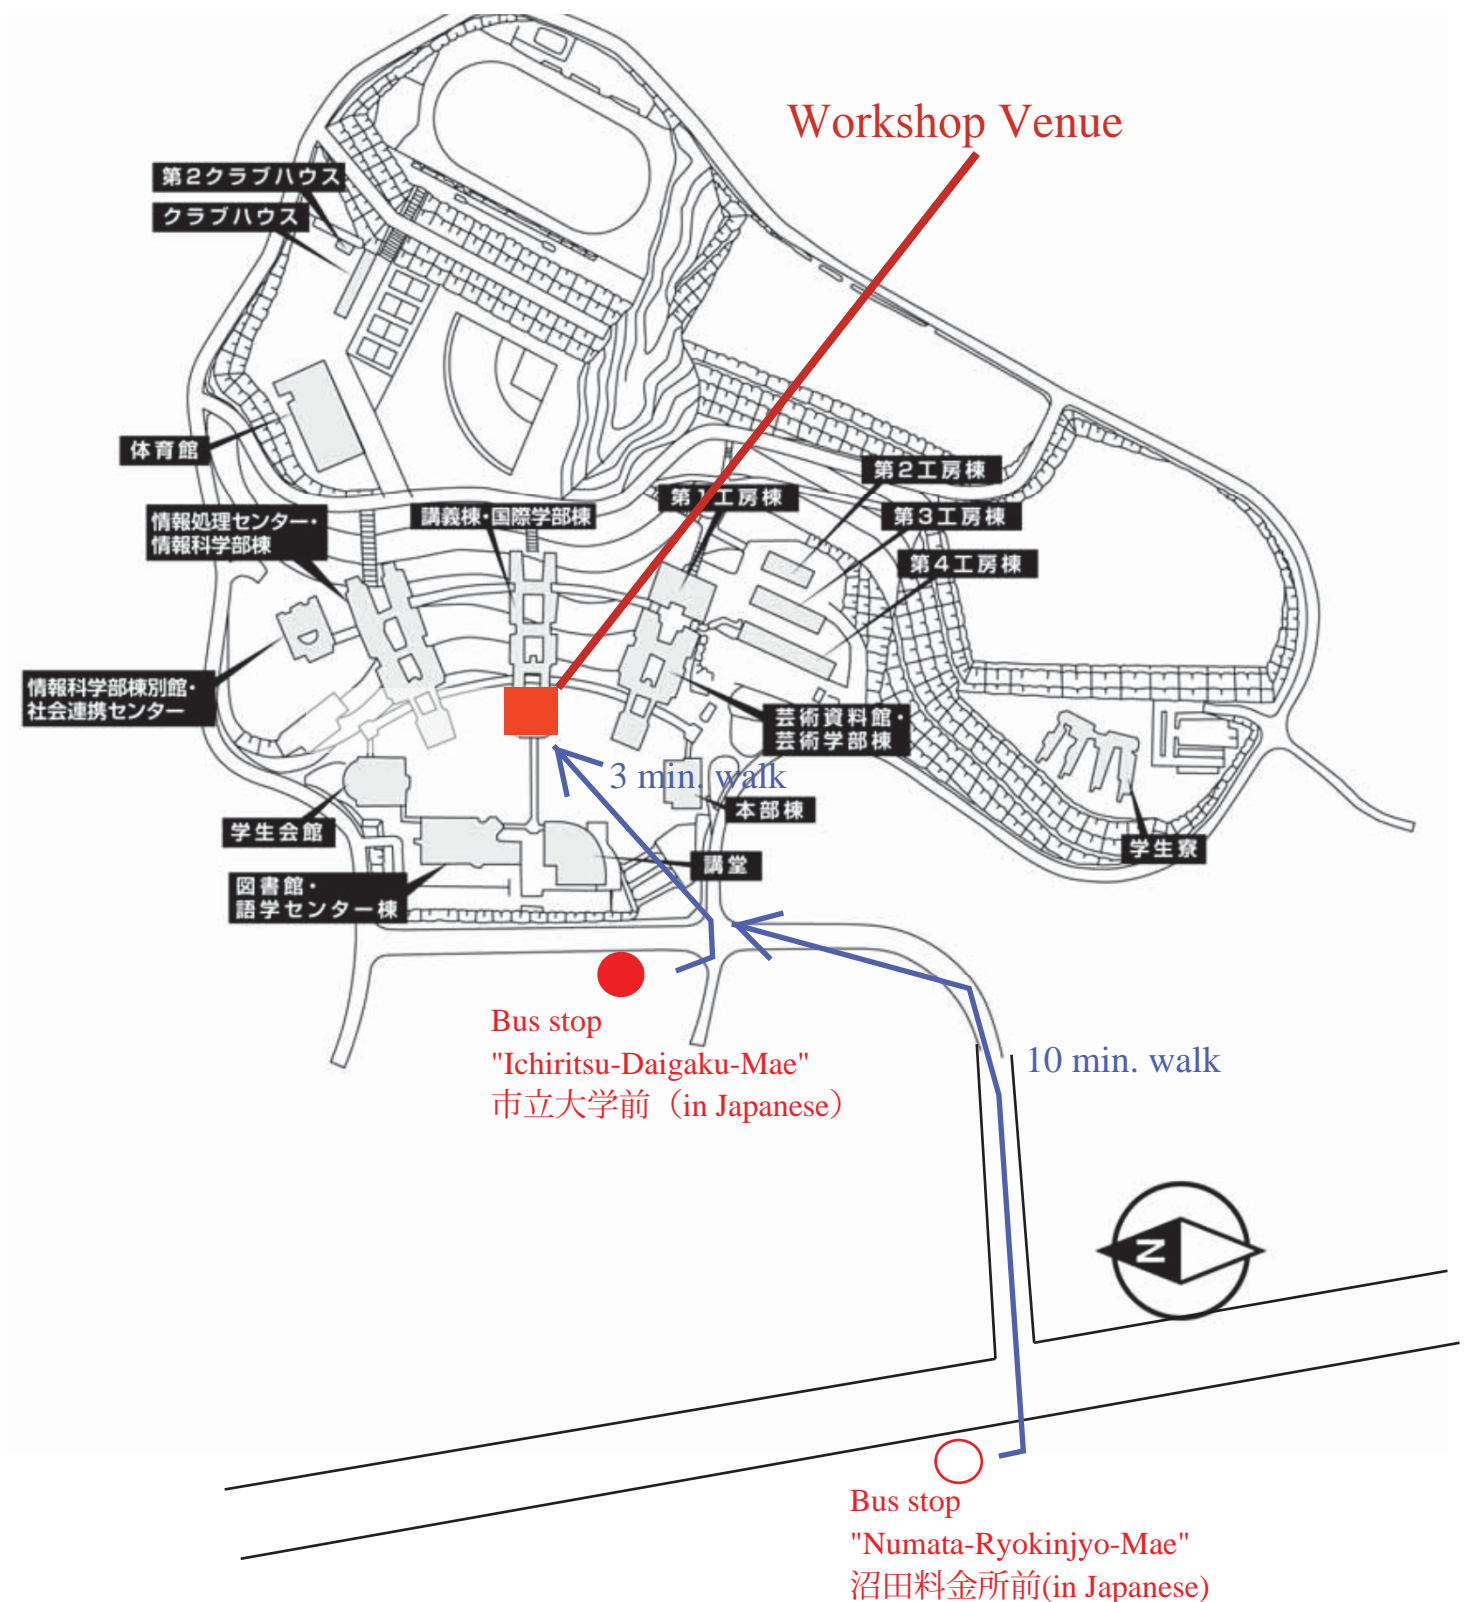 Workshop Venue
第2クラブハウス
クラブハウス
体育館
第2工房棟
第1工房棟
講義棟・国際学部棟
情報処理センター・
情報科学部棟
第3工房棟
第4工房棟
情報科学部棟別館・
社会連携センター
芸術資料館・
芸術学部棟
3 min. walk
本部棟
学生会館
学生寮
講堂
図書館・
語学センター棟
Bus stop
"Ichiritsu-Daigaku-Mae"
市立大学前（in Japanese）
10 min. walk
N
Bus stop
"Numata-Ryokinjyo-Mae"
沼田料金所前(in Japanese)